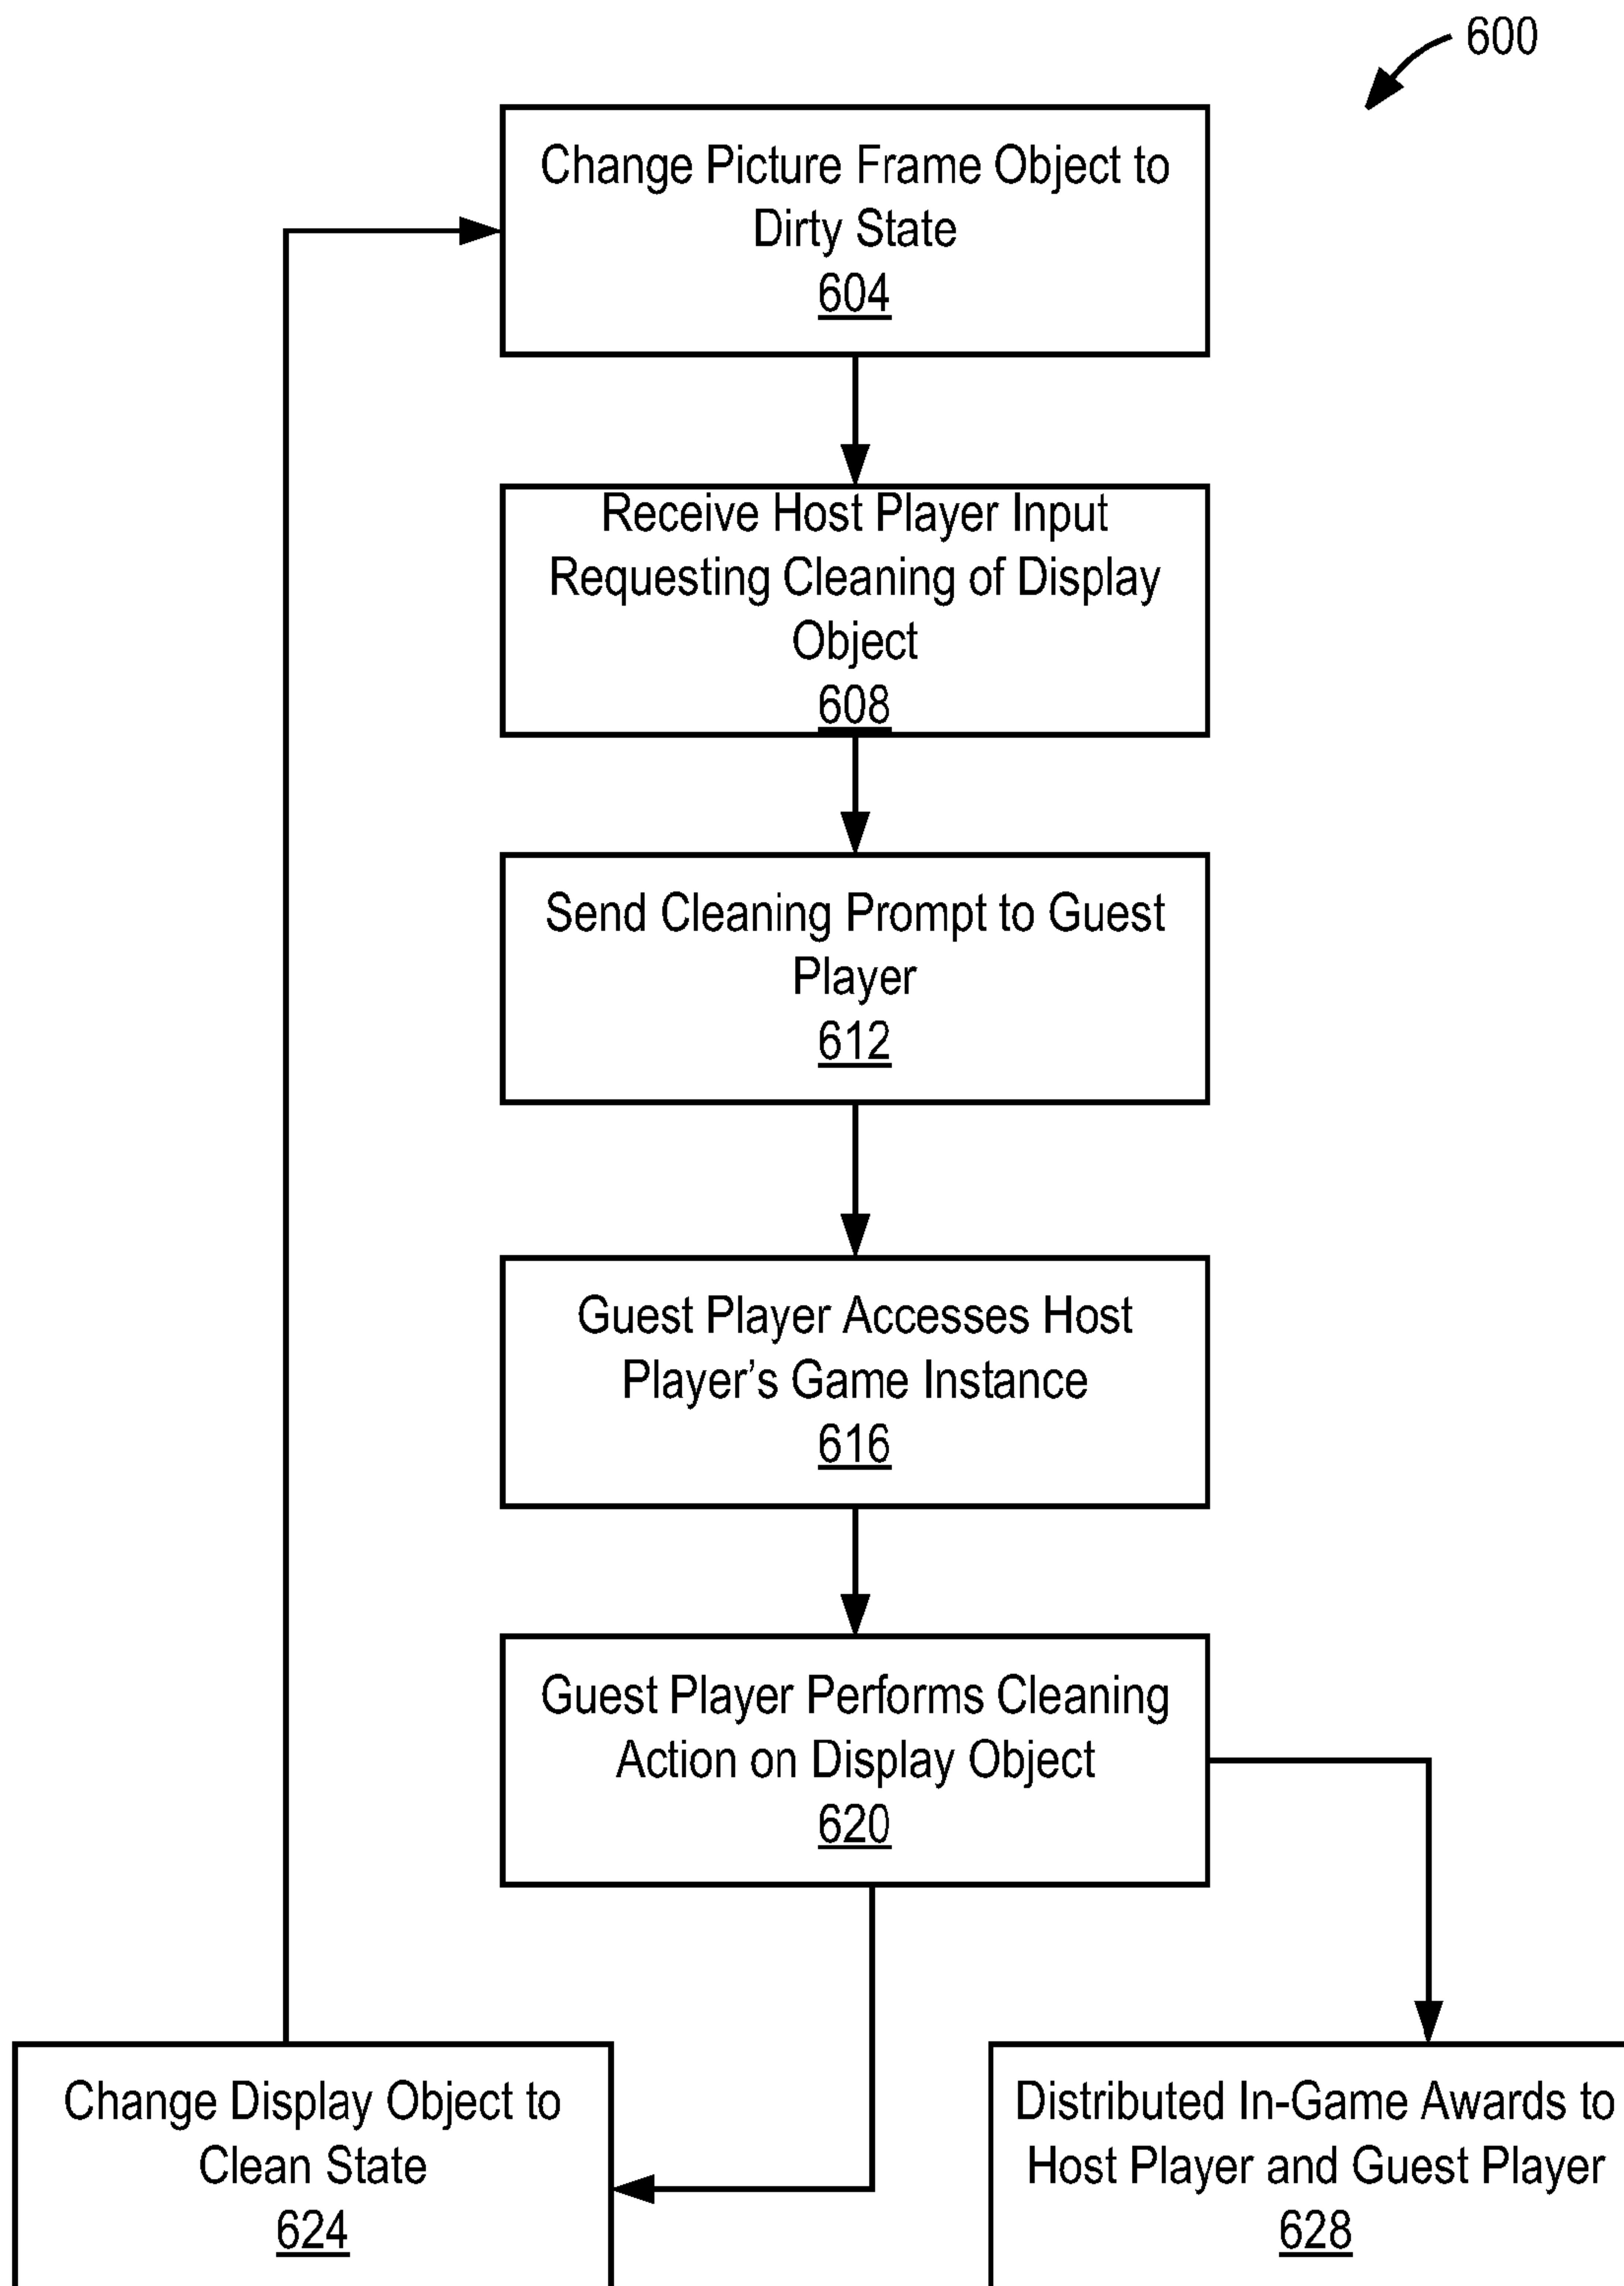 600
Change Picture Frame Object to
Dirty State
604
Receive Host Player Input
Requesting Cleaning of Display
Object
608
Send Cleaning Prompt to Guest
Player
612
Guest Player Accesses Host
Player’s Game Instance
616
Guest Player Performs Cleaning
Action on Display Object
620
Change Display Object to
Clean State
624
Distributed In-Game Awards to
Host Player and Guest Player
628